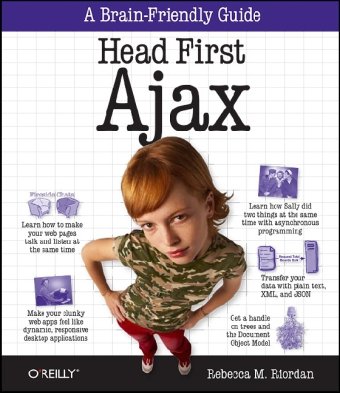 A Brain-Friendly Guide
Head First
Ajax
Fireside Chats
Learn how to make
your web pages
talk and listen at
the same time
Learn how Sally did
two things at the same
time with asynchronous
programming
Transfer your
data with plain text,
XML, and JSON
Make your clunky
web apps feel like
dynamic, responsive
desktop applications
Get a handle
on trees and
the Document
Object Model
O'REILLY®
Rebecca M. Riordan